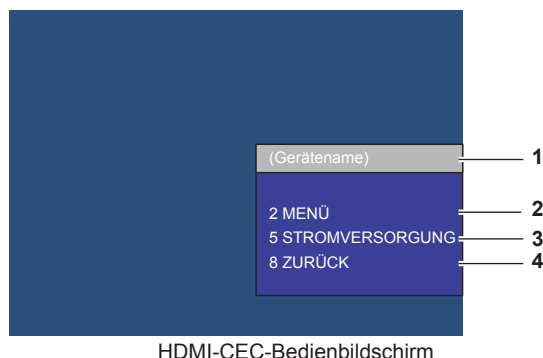 (Gerätename) 1
2 MENÜ 2
5 STROMVERSORGUNG 3
8 ZURÜCK 4
HDMI-CEC-Bedienbildschirm